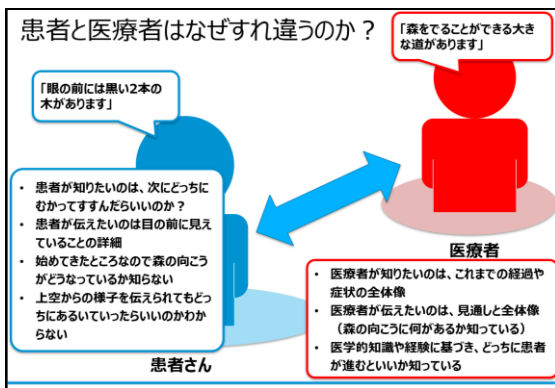 患者と医療者はなぜすれ違うのか？
「森をでることができる大き
な道があります」
「眼の前には黒い2本の
木があります」
• 患者が知りたいのは、次にどっちに
むかってすすんだらいいのか？
• 患者が伝えたいのは目の前に見え
ていることの詳細
• 始めてきたところなので森の向こう
がどうなっているか知らない
• 上空からの様子を伝えられてもどっ
ちにあるいていったらいいのかわか
らない
患者さん
医療者
• 医療者が知りたいのは、これまでの経過や
症状の全体像
• 医療者が伝えたいのは、見通しと全体像
（森の向こうに何があるか知っている）
• 医学的知識や経験に基づき、どっちに患者
が進むといいか知っている